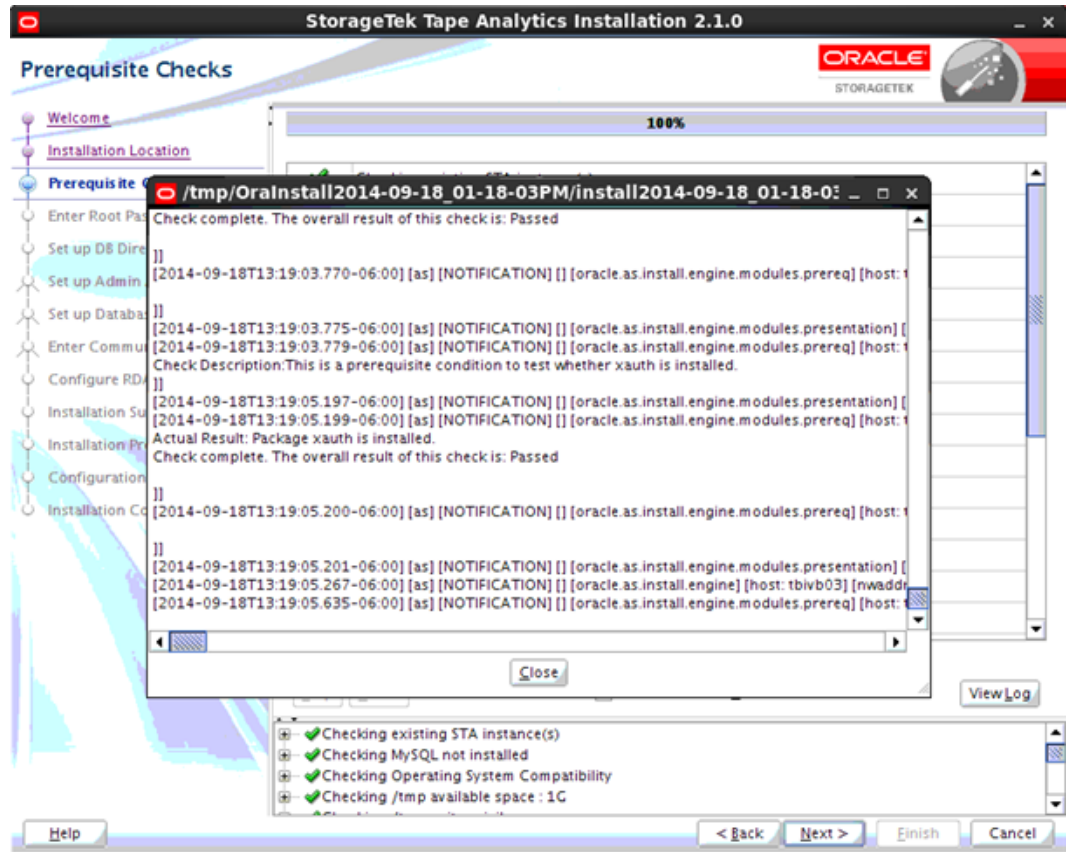 StorageTek Tape Analytics Installation 2.1.0
Prerequisite Checks
ORACLE
STORAGETEK
Welcome
Installation Location
Prerequisite
Enter Root Pas
Set up DB Dire
Set up Admin
Set up Databa
Enter Commu
Configure RDA
Installation Su
Installation Pr
Configuration
Installation Co
100%
/tmp/OraInstall2014-09-18_01-18-03PM/install2014-09-18_01-18-03
Check complete. The overall result of this check is: Passed
]]
[2014-09-18T13:19:03.770-06:00] [as] [NOTIFICATION] [] [oracle.as.install.engine.modules.prereq] [host:
]]
[2014-09-18T13:19:03.775-06:00] [as] [NOTIFICATION] [] [oracle.as.install.engine.modules.presentation] [
[2014-09-18T13:19:03.779-06:00] [as] [NOTIFICATION] [] [oracle.as.install.engine.modules.prereq] [host:
Check Description:This is a prerequisite condition to test whether xauth is installed.
]]
[2014-09-18T13:19:05.197-06:00] [as] [NOTIFICATION] [] [oracle.as.install.engine.modules.presentation] [
[2014-09-18T13:19:05.199-06:00] [as] [NOTIFICATION] [] [oracle.as.install.engine.modules.prereq] [host:
Actual Result: Package xauth is installed.
Check complete. The overall result of this check is: Passed
]]
[2014-09-18T13:19:05.200-06:00] [as] [NOTIFICATION] [] [oracle.as.install.engine.modules.prereq] [host:
]]
[2014-09-18T13:19:05.201-06:00] [as] [NOTIFICATION] [] [oracle.as.install.engine.modules.presentation] [
[2014-09-18T13:19:05.267-06:00] [as] [NOTIFICATION] [] [oracle.as.install.engine] [host: tbivb03] [nwaddr
[2014-09-18T13:19:05.635-06:00] [as] [NOTIFICATION] [] [oracle.as.install.engine.modules.prereq] [host:
Close
View Log
Checking existing STA instance(s)
Checking MySQL not installed
Checking Operating System Compatibility
Checking /tmp available space : 1G
Help
< Back
Next >
Finish
Cancel